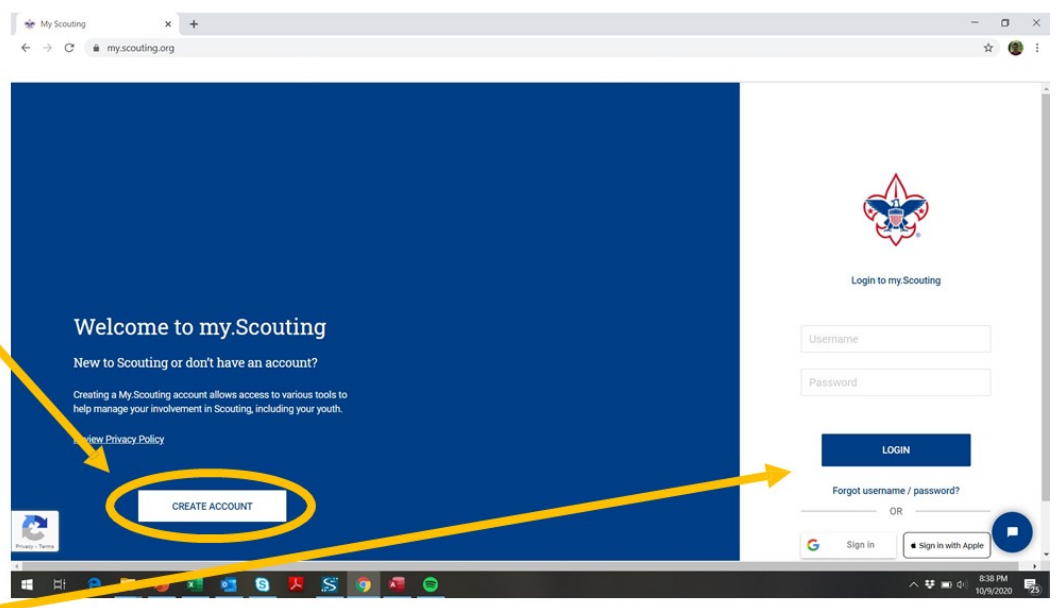 My Scouting
my.scouting.org
Welcome to my.Scouting
New to Scouting or don't have an account?
Creating a My.Scouting account allows access to various tools to
help manage your involvement in Scouting, including your youth.
Privacy Policy
CREATE ACCOUNT
Privacy - Terms
Login to my.Scouting
Username
Password
LOGIN
Forgot username / password?
OR
Sign in
Sign in with Apple
8:38 PM
10/9/2020
25